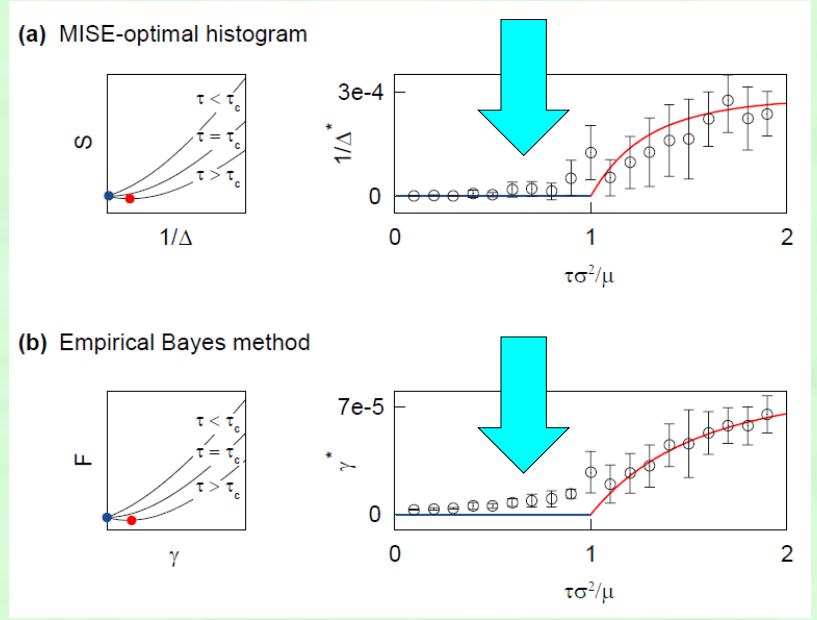 (a) MISE-optimal histogram
S
τ < τc
τ = τc
τ > τc
1/Δ
1/Δ*
3e-4
0
0
1
2
τσ²/μ
(b) Empirical Bayes method
F
τ < τc
τ = τc
τ > τc
γ
γ*
7e-5
0
0
1
2
τσ²/μ